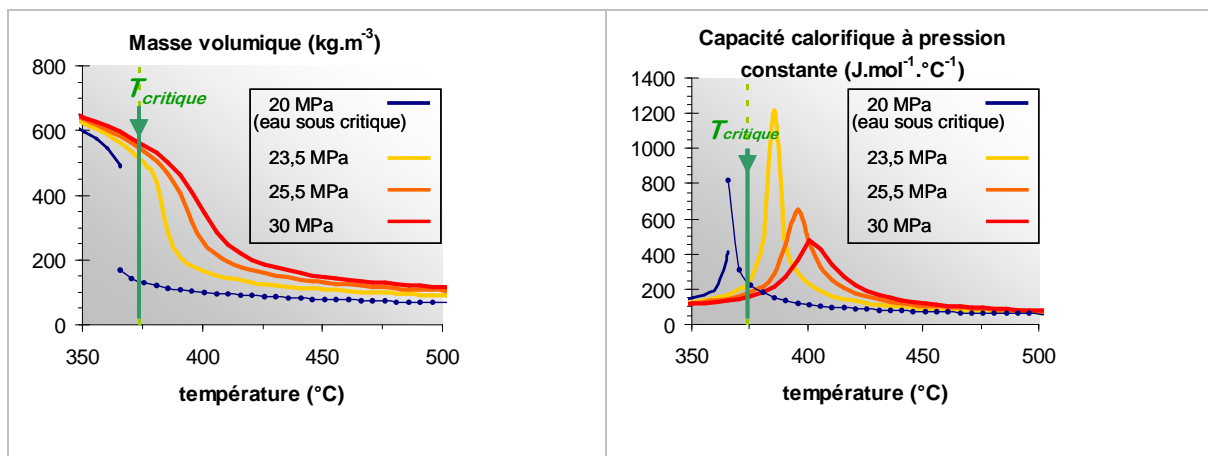 Masse volumique (kg.m-3)
800
600
400
200
0
Tcritique
20 MPa
(eau sous critique)
23,5 MPa
25,5 MPa
30 MPa
350
400
450
500
température (°C)
Capacité calorifique à pression
constante (J.mol-1.°C-1)
1400
1200
1000
800
600
400
200
0
Tcritique
20 MPa
(eau sous critique)
23,5 MPa
25,5 MPa
30 MPa
350
400
450
500
température (°C)